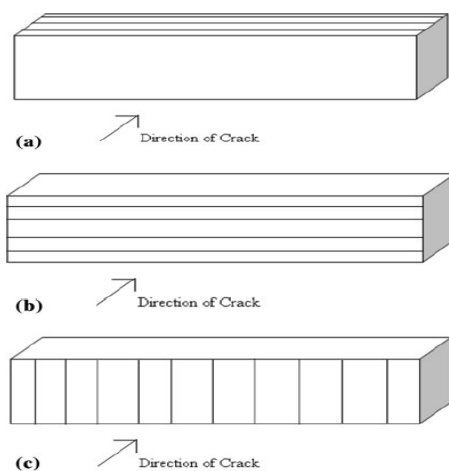 Direction of Crack
(a)
Direction of Crack
(b)
Direction of Crack
(c)